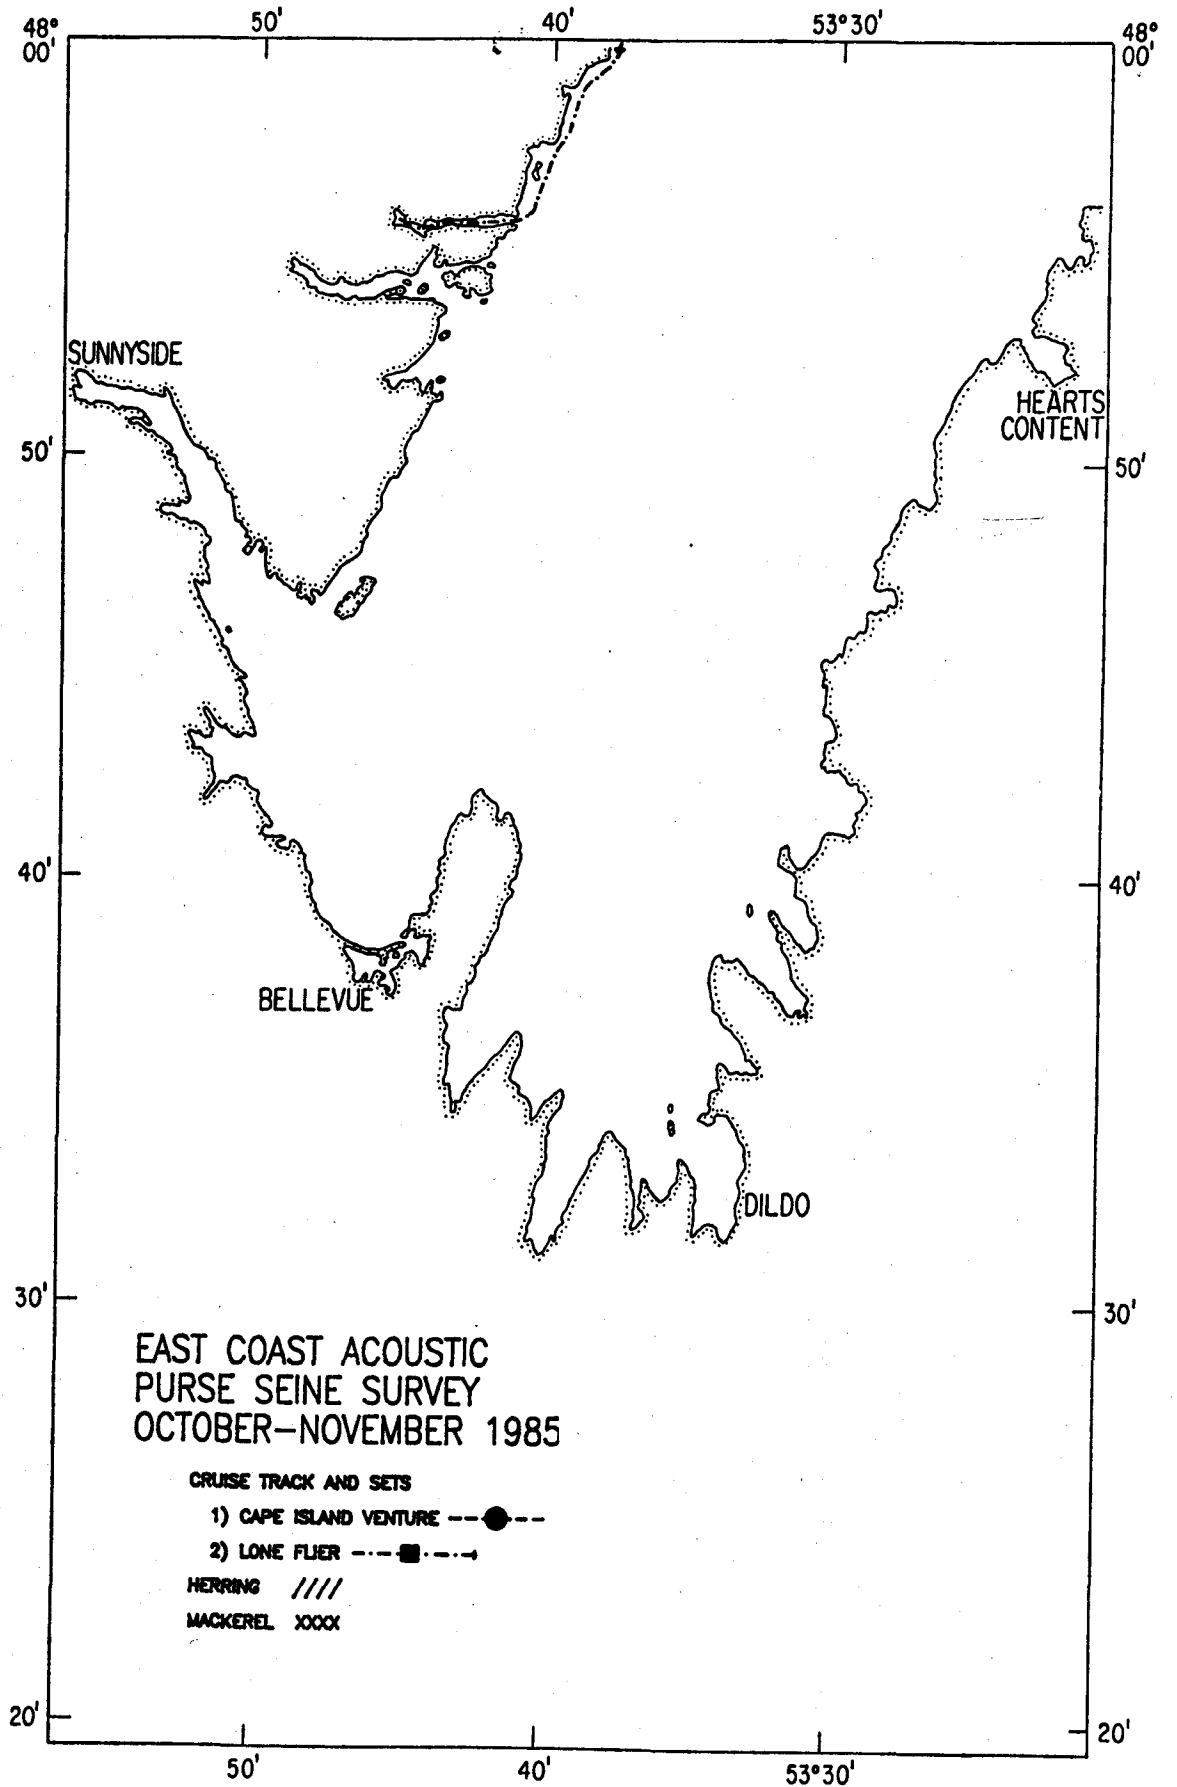 48° 50' 40' 53°30' 48°
00' 00'
SUNNYSIDE
HEARTS
CONTENT
50' 50'
40' 40'
BELLEVUE
DILDO
30' 30'
EAST COAST ACOUSTIC
PURSE SEINE SURVEY
OCTOBER–NOVEMBER 1985
CRUISE TRACK AND SETS
1) CAPE ISLAND VENTURE
2) LONE FLIER
HERRING ////
MACKEREL XXXX
20' 20'
50' 40' 53°30'